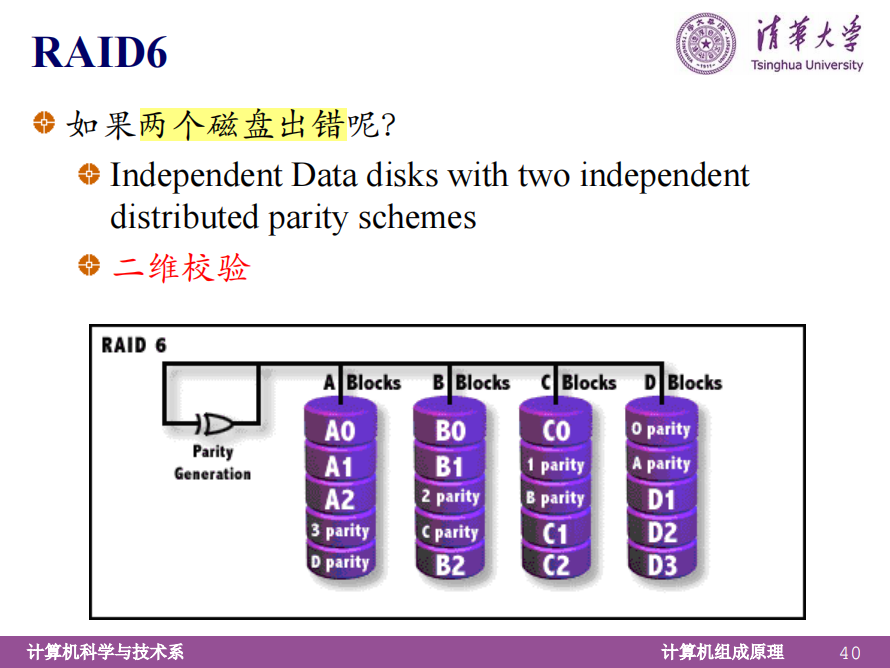 RAID6
清华大学
Tsinghua University
如果两个磁盘出错呢?
Independent Data disks with two independent
distributed parity schemes
二维校验
RAID 6
A Blocks B Blocks C Blocks D Blocks
Parity
Generation
A0 B0 C0 0 parity
A1 B1 1 parity A parity
A2 2 parity B parity D1
3 parity C parity C1 D2
D parity B2 C2 D3
计算机科学与技术系 计算机组成原理 40